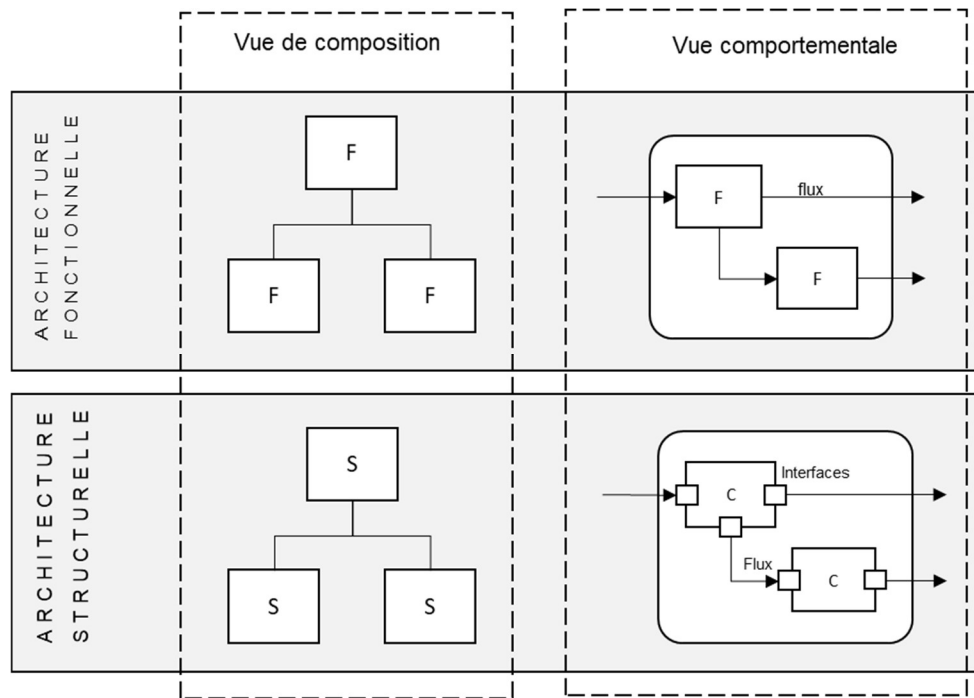 Vue de composition
Vue comportementale
ARCHITECTURE
FONCTIONNELLE
F
F
F
F
flux
F
ARCHITECTURE
STRUCTURELLE
S
S
S
Interfaces
C
Flux
C